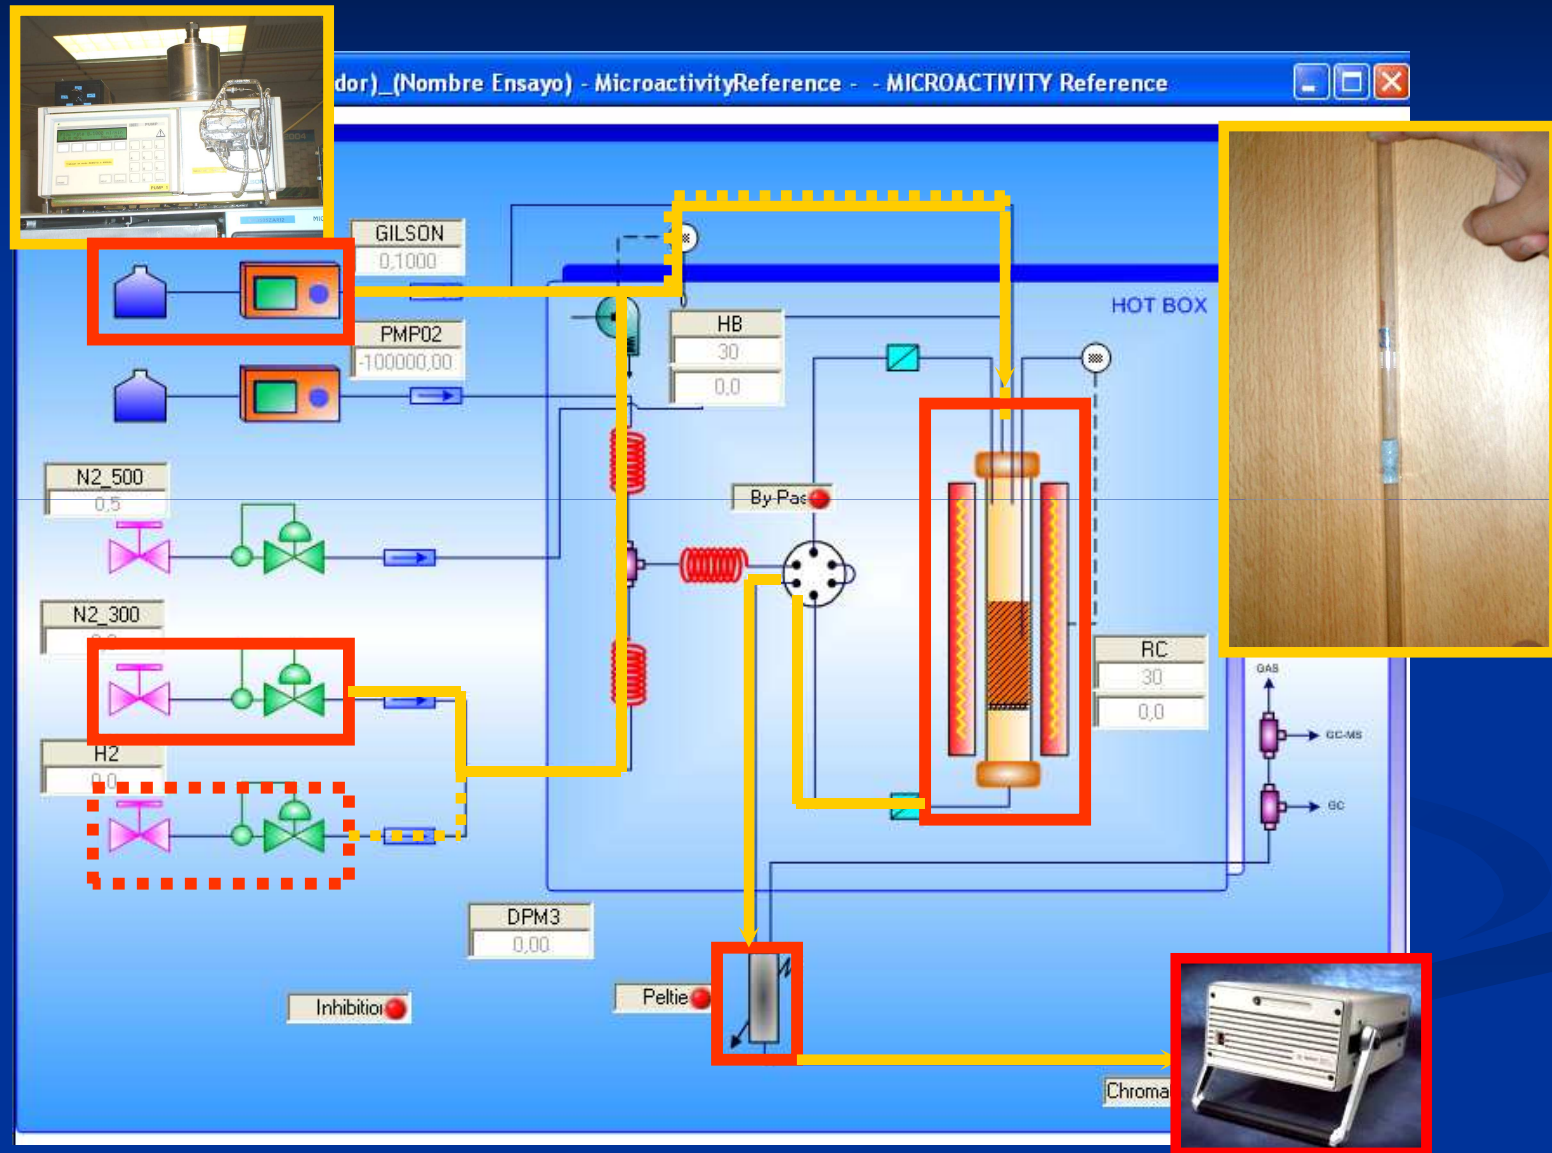 dor)_(Nombre Ensayo) - MicroactivityReference - - MICROACTIVITY Reference
GILSON
0,1000
PMP02
-100000,00
HOT BOX
HB
30
0,0
N2_500
0,5
By-Pas
N2_300
RC
30
0,0
GAS
GC-MS
GC
H2
0,0
DPM3
0,00
Peltie
Inhibitio
Chroma